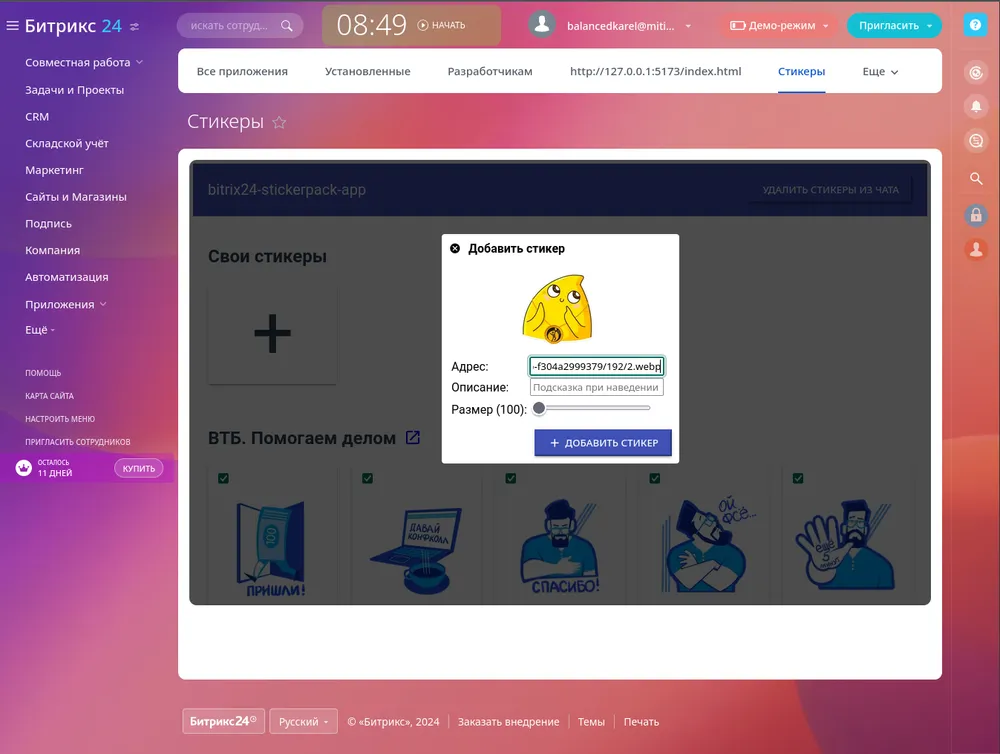 Битрикс 24
искать сотруд...
08:49
НАЧАТЬ
balancedkarel@miti...
Демо-режим
Пригласить
Совместная работа
Задачи и Проекты
CRM
Складской учёт
Маркетинг
Сайты и Магазины
Подпись
Компания
Автоматизация
Приложения
Ещё
ПОМОЩЬ
КАРТА САЙТА
НАСТРОИТЬ МЕНЮ
ПРИГЛАСИТЬ СОТРУДНИКОВ
ОСТАЛОСЬ
11 ДНЕЙ
КУПИТЬ
Все приложения
Установленные
Разработчикам
http://127.0.0.1:5173/index.html
Стикеры
Еще
Стикеры
bitrix24-stickerpack-app
УДАЛИТЬ СТИКЕРЫ ИЗ ЧАТА
Свои стикеры
Добавить стикер
Адрес:
-f304a2999379/192/2.webp
Описание:
Подсказка при наведении
Размер (100):
+ ДОБАВИТЬ СТИКЕР
ВТБ. Помогаем делом
ПРИШЛИ!
ДАВАЙ
КОНФКОЛЛ
СПАСИБО!
ОЙ
ФСЁ...
ЕЩЁ
5
Битрикс24
Русский
© «Битрикс», 2024
Заказать внедрение
Темы
Печать